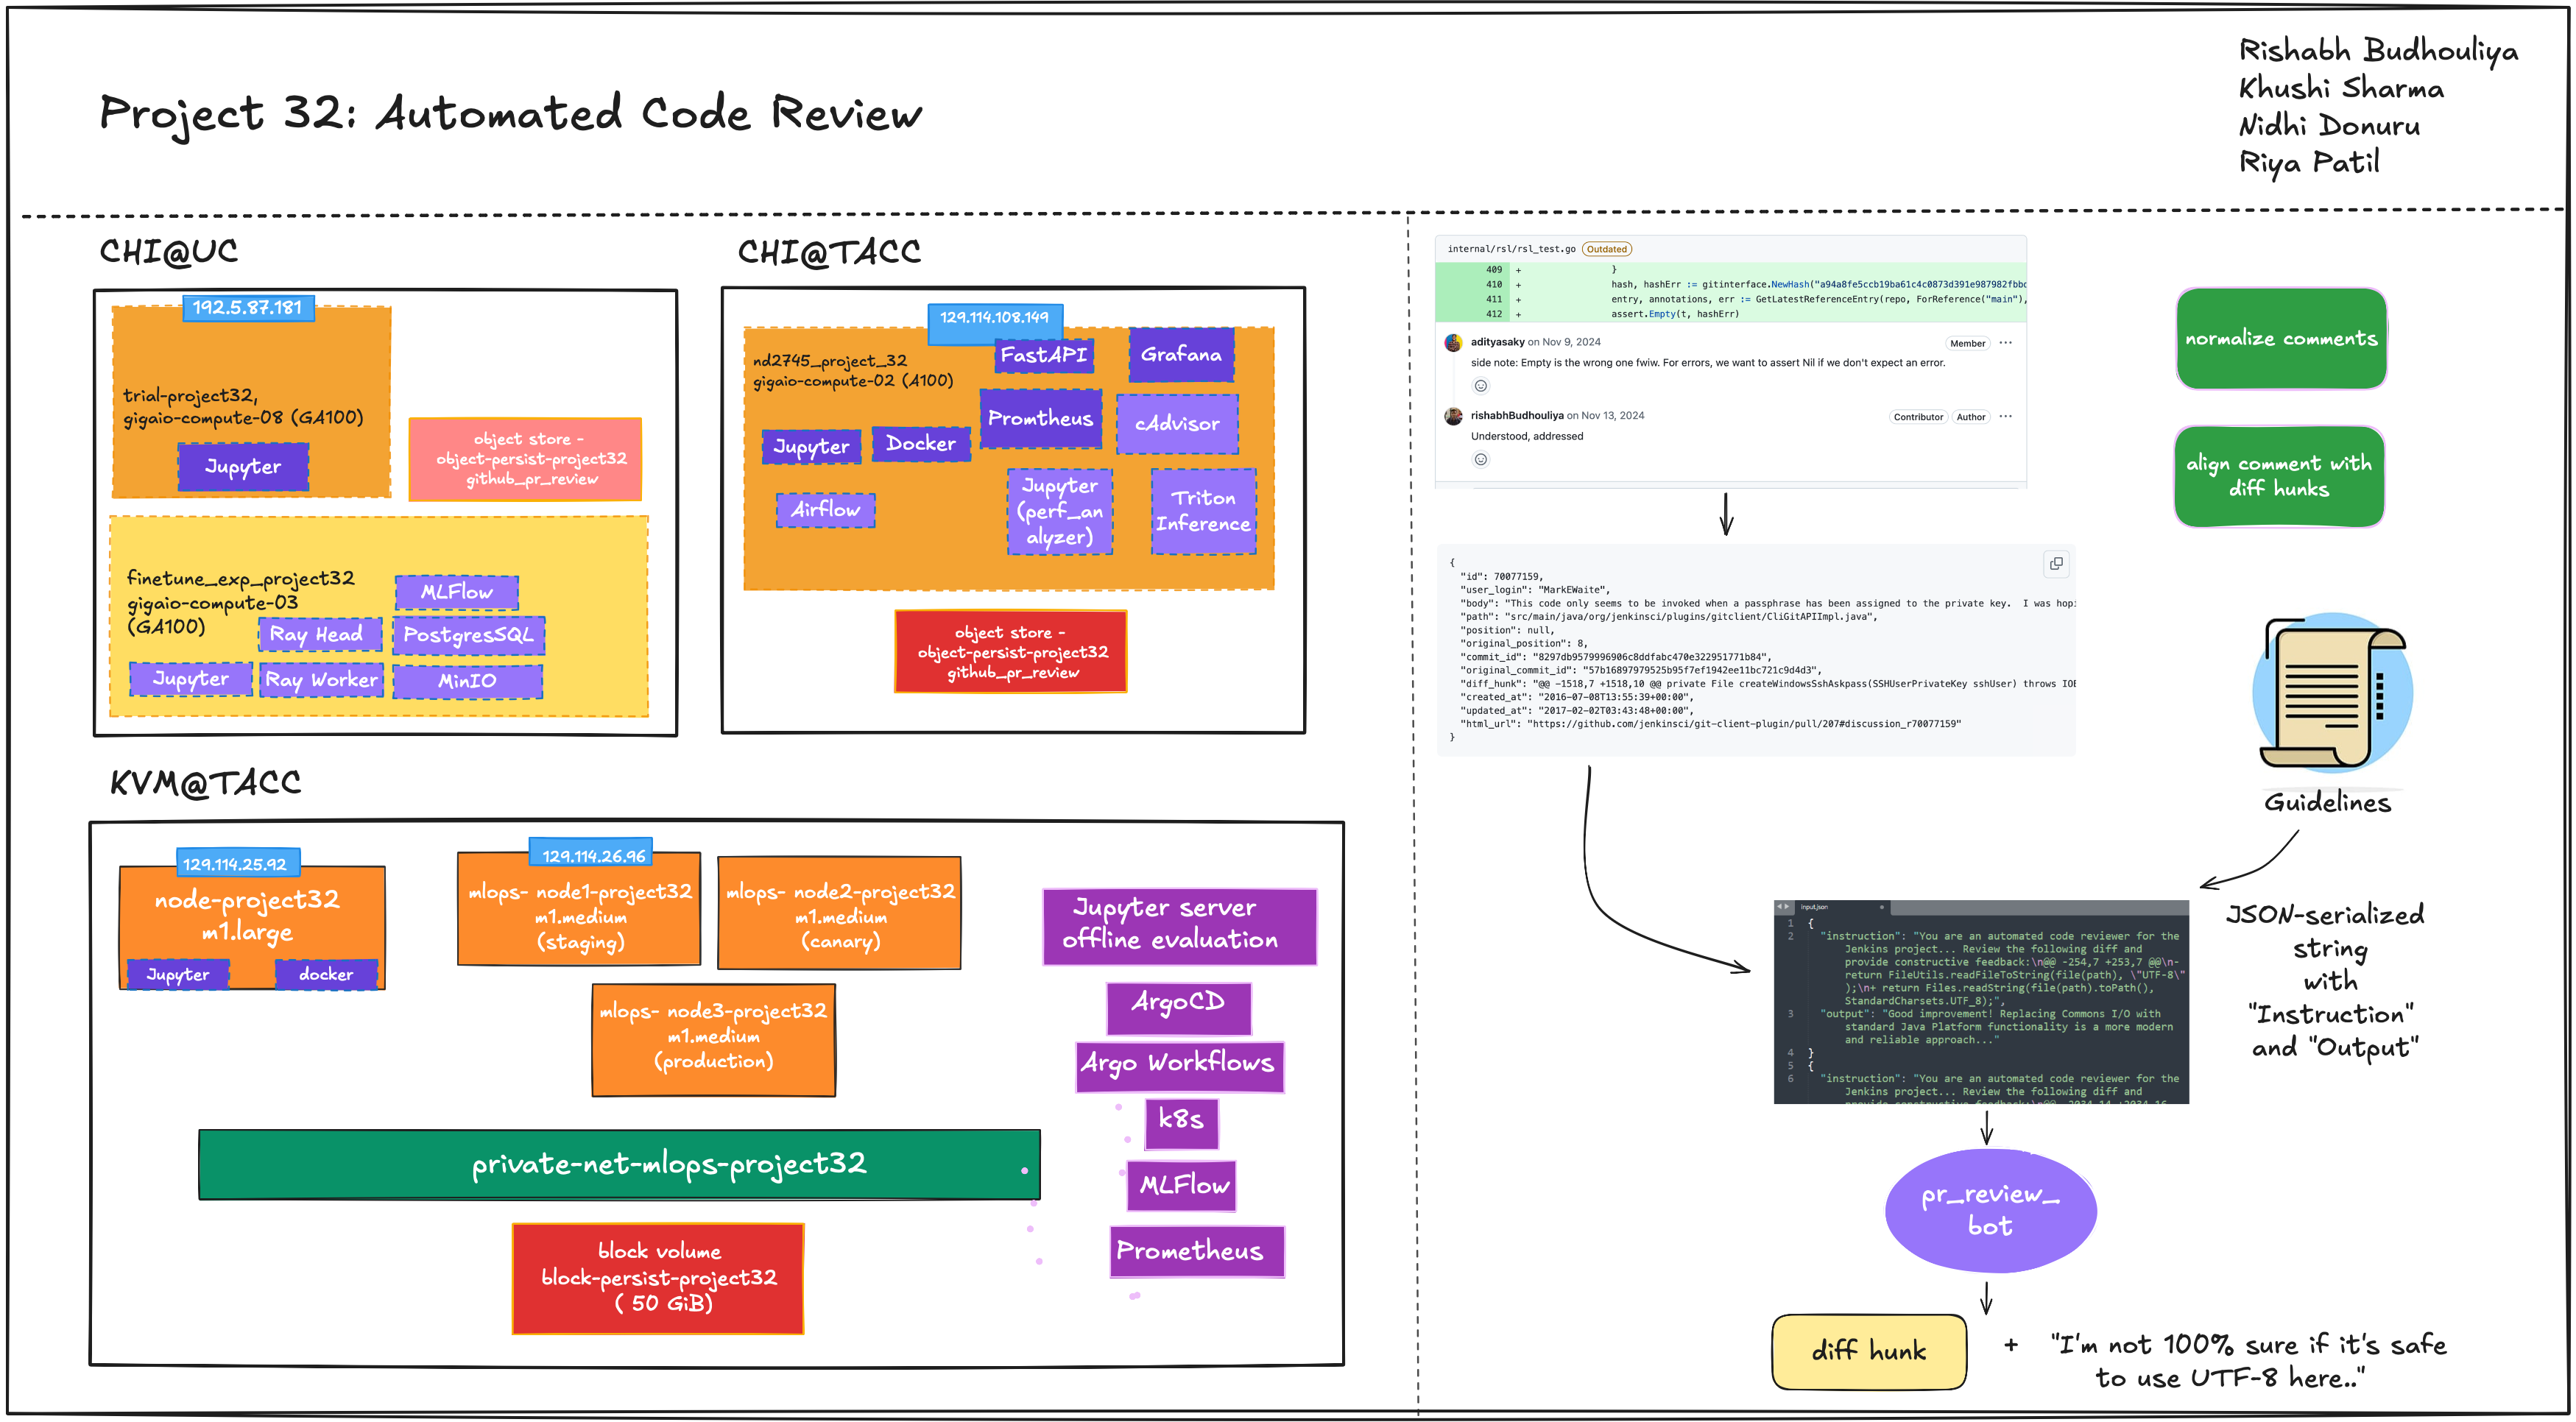 Project 32: Automated Code Review
Rishabh Budhouliya
Khushi Sharma
Nidhi Donuru
Riya Patil
CHI@UC
192.5.87.181
trial-project32,
gigaio-compute-08 (GA100)
Jupyter
object store -
object-persist-project32
github_pr_review
finetune_exp_project32
gigaio-compute-03
(GA100)
MLFlow
Ray Head
PostgresSQL
Jupyter
Ray Worker
MinIO
CHI@TACC
129.114.108.149
nd2745_project_32
gigaio-compute-02 (A100)
FastAPI
Grafana
Promtheus
cAdvisor
Jupyter
Docker
Airflow
Jupyter
(perf_an
alyzer)
Triton
Inference
object store -
object-persist-project32
github_pr_review
KVM@TACC
129.114.25.92
node-project32
m1.large
Jupyter
docker
129.114.26.96
mlops- node1-project32
m1.medium
(staging)
mlops- node2-project32
m1.medium
(canary)
mlops- node3-project32
m1.medium
(production)
private-net-mlops-project32
block volume
block-persist-project32
( 50 GiB)
Jupyter server
offline evaluation
ArgoCD
Argo Workflows
k8s
MLFlow
Prometheus
internal/rsl/rsl_test.go Outdated
409 + }
410 + hash, hashErr := gitinterface.NewHash("a94a8fe5ccb19ba61c4c0873d391e987982fbbd
411 + entry, annotations, err := GetLatestReferenceEntry(repo, ForReference("main"),
412 + assert.Empty(t, hashErr)
adityasaky on Nov 9, 2024 Member ...
side note: Empty is the wrong one fwiw. For errors, we want to assert Nil if we don't expect an error.
rishabhBudhouliya on Nov 13, 2024 Contributor Author ...
Understood, addressed
normalize comments
align comment with
diff hunks
{
"id": 70077159,
"user_login": "MarkEWaite",
"body": "This code only seems to be invoked when a passphrase has been assigned to the private key.  I was hopi
"path": "src/main/java/org/jenkinsci/plugins/gitclient/CliGitAPIImpl.java",
"position": null,
"original_position": 8,
"commit_id": "8297db9579996906c8ddfabc470e322951771b84",
"original_commit_id": "57b16897979525b95f7ef1942ee11bc721c9d4d3",
"diff_hunk": "@@ -1518,7 +1518,10 @@ private File createWindowsSshAskpass(SSHUserPrivateKey sshUser) throws IOE
"created_at": "2016-07-08T13:55:39+00:00",
"updated_at": "2017-02-02T03:43:48+00:00",
"html_url": "https://github.com/jenkinsci/git-client-plugin/pull/207#discussion_r70077159"
}
Guidelines
input.json
1 {
2 "instruction": "You are an automated code reviewer for the
Jenkins project... Review the following diff and
provide constructive feedback:\n@@ -254,7 +253,7 @@\n-
return FileUtils.readFileToString(file(path), \"UTF-8\"
);\n+ return Files.readString(file(path).toPath(),
StandardCharsets.UTF_8);",
3 "output": "Good improvement! Replacing Commons I/O with
standard Java Platform functionality is a more modern
and reliable approach..."
4 }
5 {
6 "instruction": "You are an automated code reviewer for the
Jenkins project... Review the following diff and
provide constructive feedback:\n@@ -2034,14 +2034,16
JSON-serialized
string
with
"Instruction"
and "Output"
pr_review_
bot
diff hunk
+
"I'm not 100% sure if it's safe
to use UTF-8 here.."